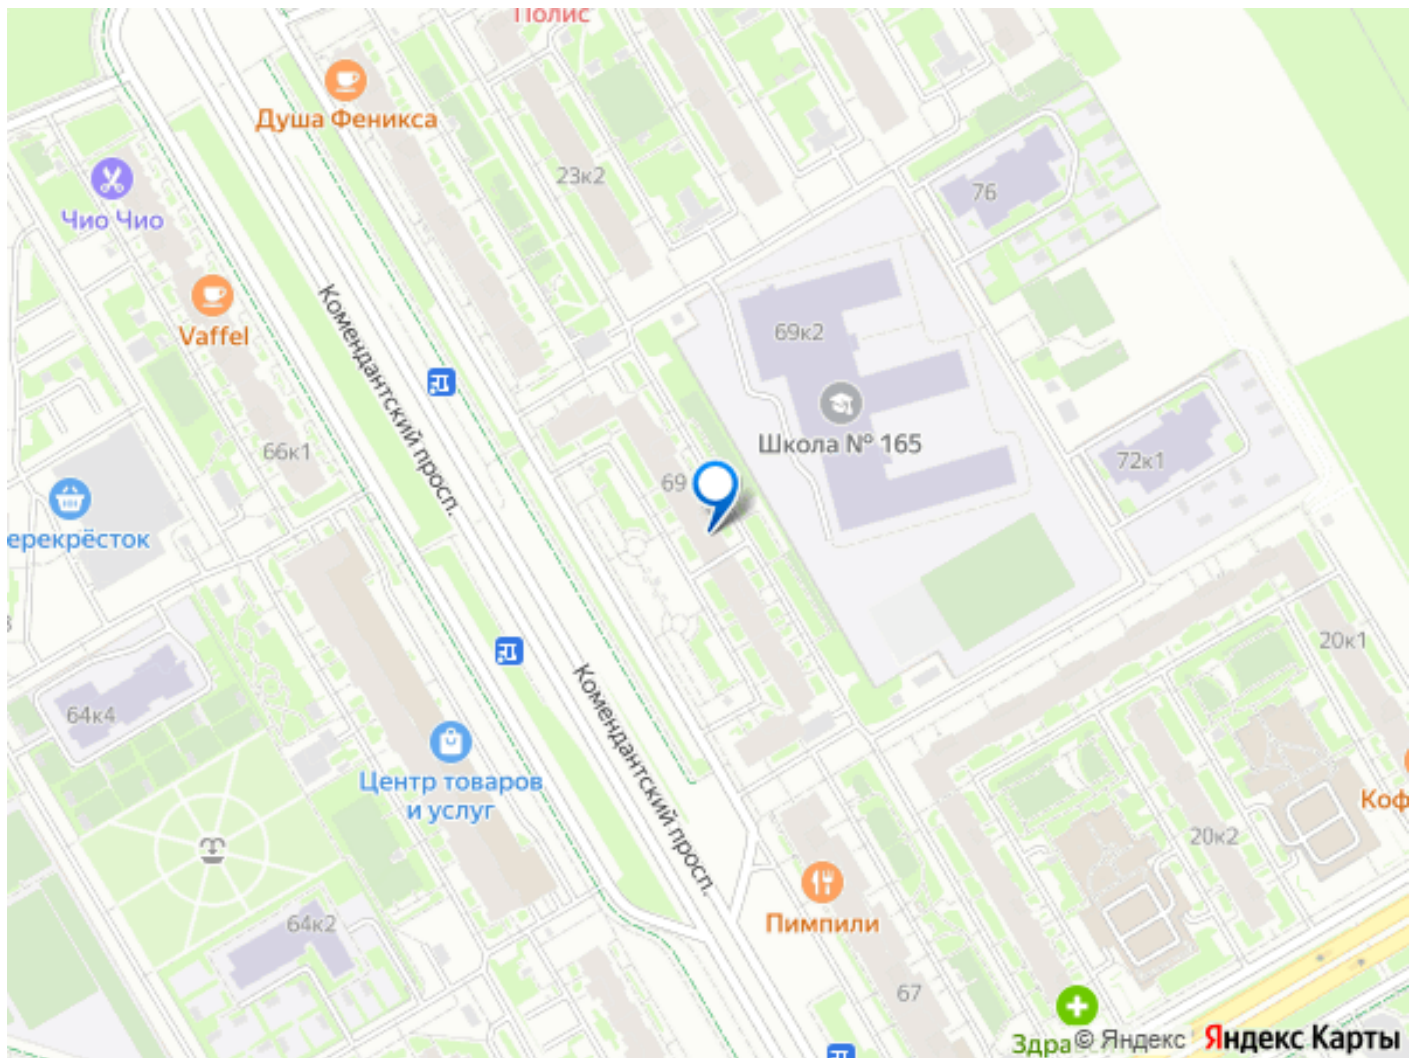 Полис
Душа Феникса
23к2
76
Чио Чио
Vaffel
Комендантский просп.
69к2
Школа № 165
66к1
69
72к1
ерекрёсток
20к1
64к4
Комендантский просп.
Центр товаров
и услуг
20к2
Коф
Пимпили
64к2
67
Здра
© Яндекс Яндекс Карты